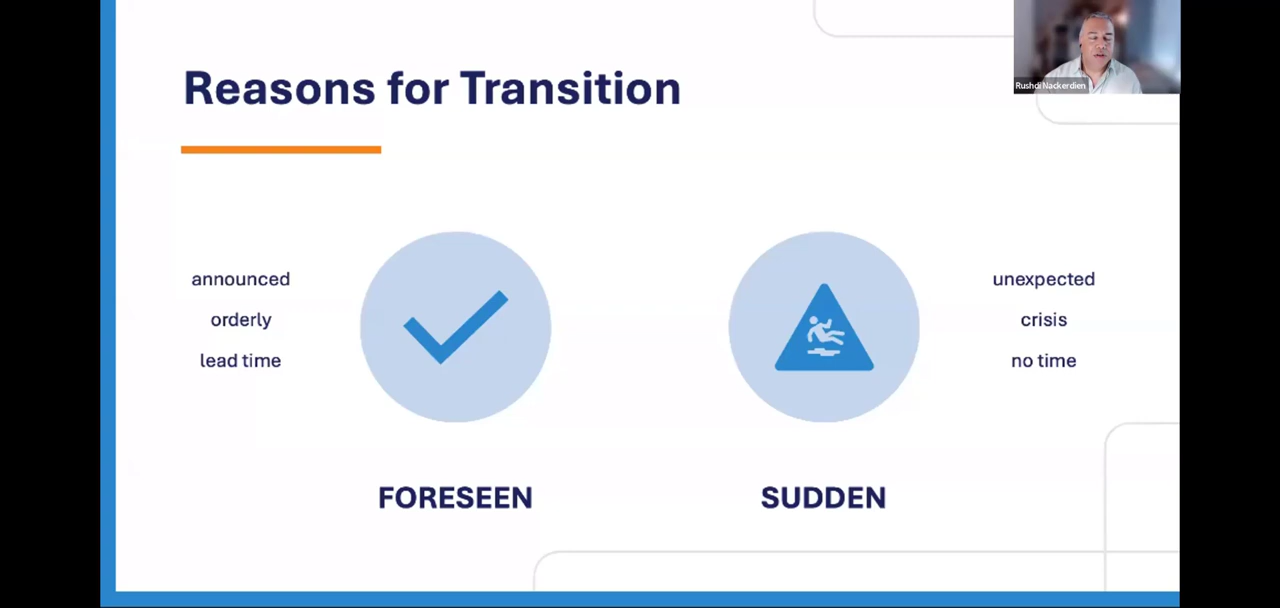 Reasons for Transition
Rushdi Nackerdien
announced
orderly
lead time
unexpected
crisis
no time
FORESEEN
SUDDEN